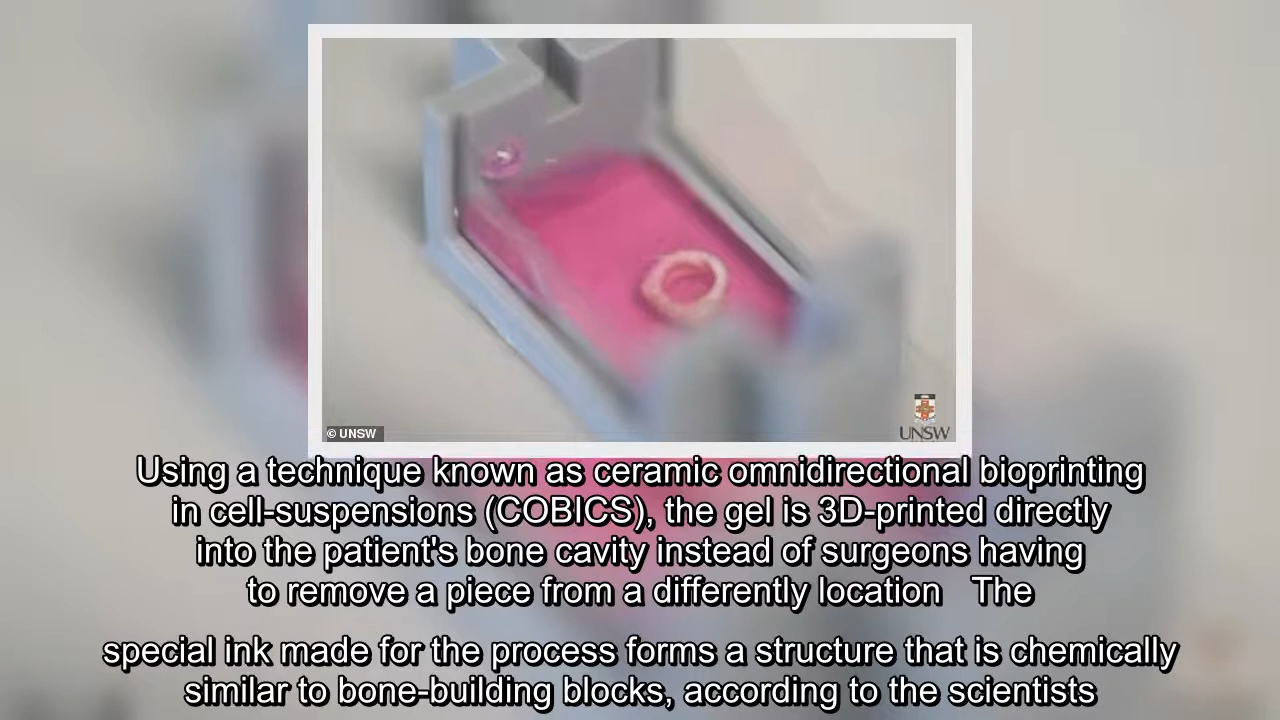 © UNSW
UNSW
Using a technique known as ceramic omnidirectional bioprinting
in cell-suspensions (COBICS), the gel is 3D-printed directly
into the patient's bone cavity instead of surgeons having
to remove a piece from a differently location The
special ink made for the process forms a structure that is chemically
similar to bone-building blocks, according to the scientists